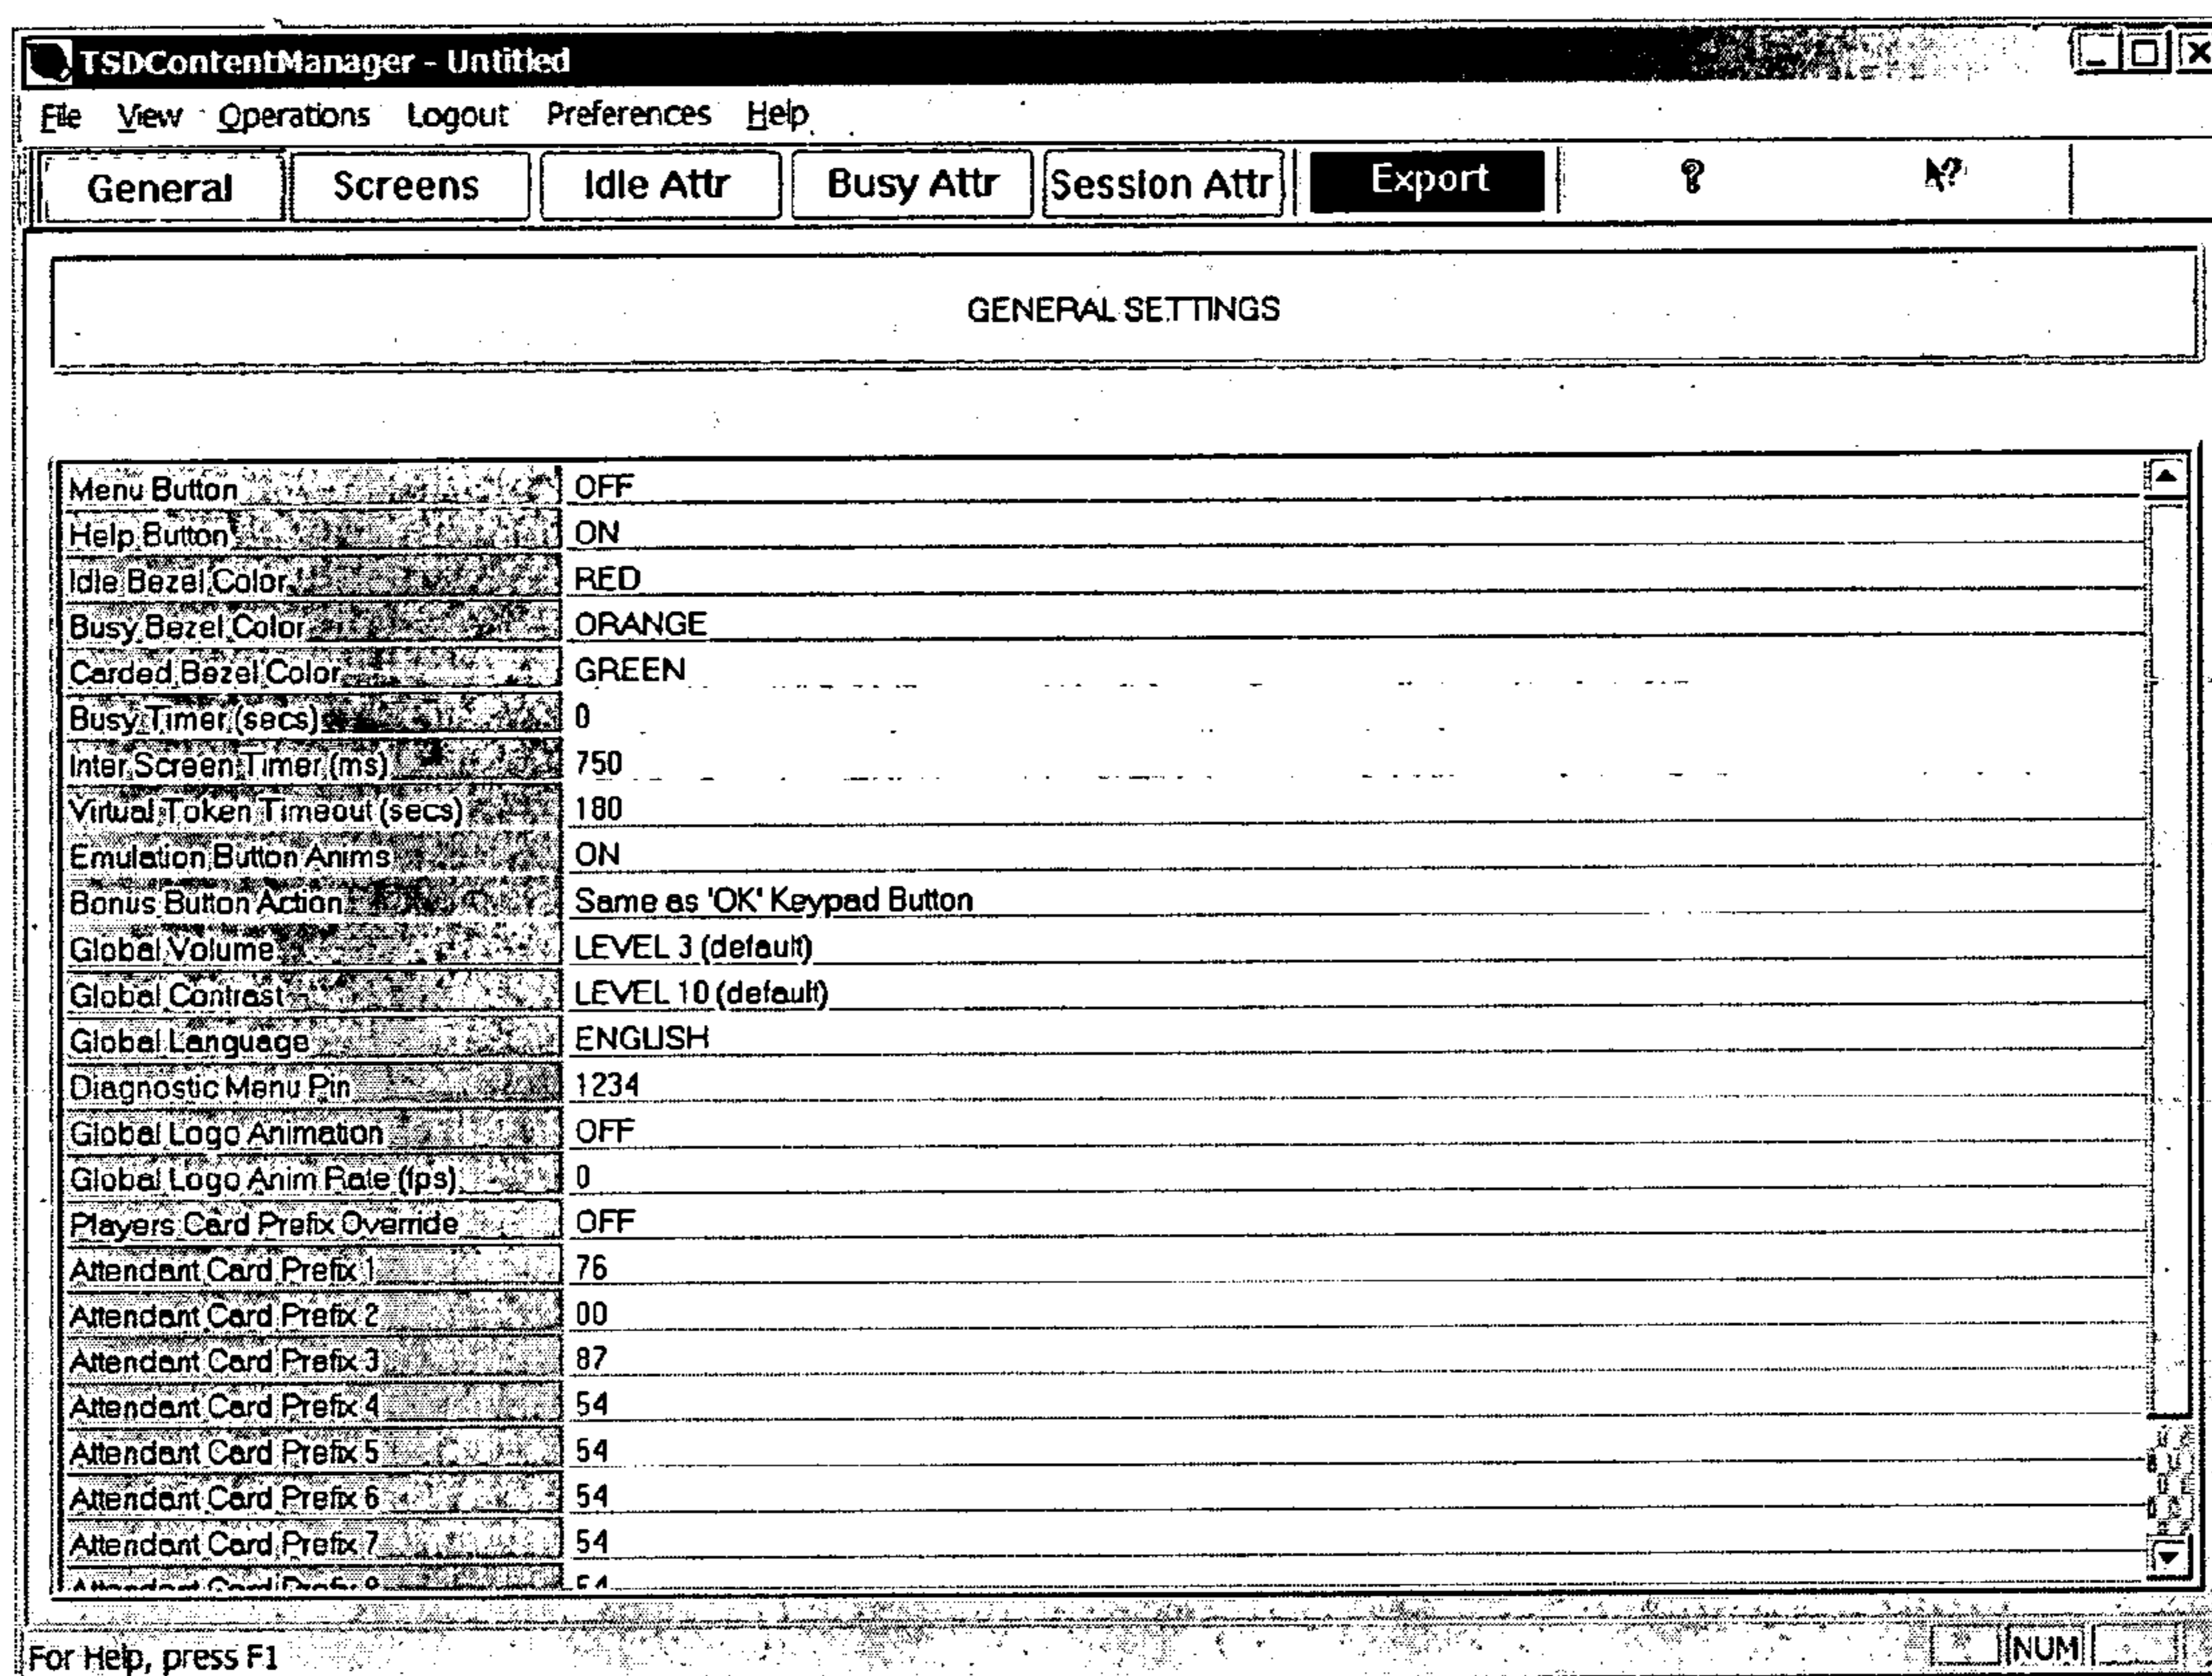 TSDContentManager - Untitled
File View Operations Logout Preferences Help
General Screens Idle Attr Busy Attr Session Attr Export ? ?
GENERAL SETTINGS
Menu Button OFF
Help Button ON
Idle Bezel Color RED
Busy Bezel Color ORANGE
Carded Bezel Color GREEN
Busy Timer (secs) 0
Inter Screen Timer (ms) 750
Virtual Token Timeout (secs) 180
Emulation Button Anims ON
Bonus Button Action Same as 'OK' Keypad Button
Global Volume LEVEL 3 (default)
Global Contrast LEVEL 10 (default)
Global Language ENGLISH
Diagnostic Menu Pin 1234
Global Logo Animation OFF
Global Logo Anim Rate (fps) 0
Players Card Prefix Override OFF
Attendant Card Prefix 1 76
Attendant Card Prefix 2 00
Attendant Card Prefix 3 87
Attendant Card Prefix 4 54
Attendant Card Prefix 5 54
Attendant Card Prefix 6 54
Attendant Card Prefix 7 54
Attendant Card Prefix 8 54
For Help, press F1 NUM